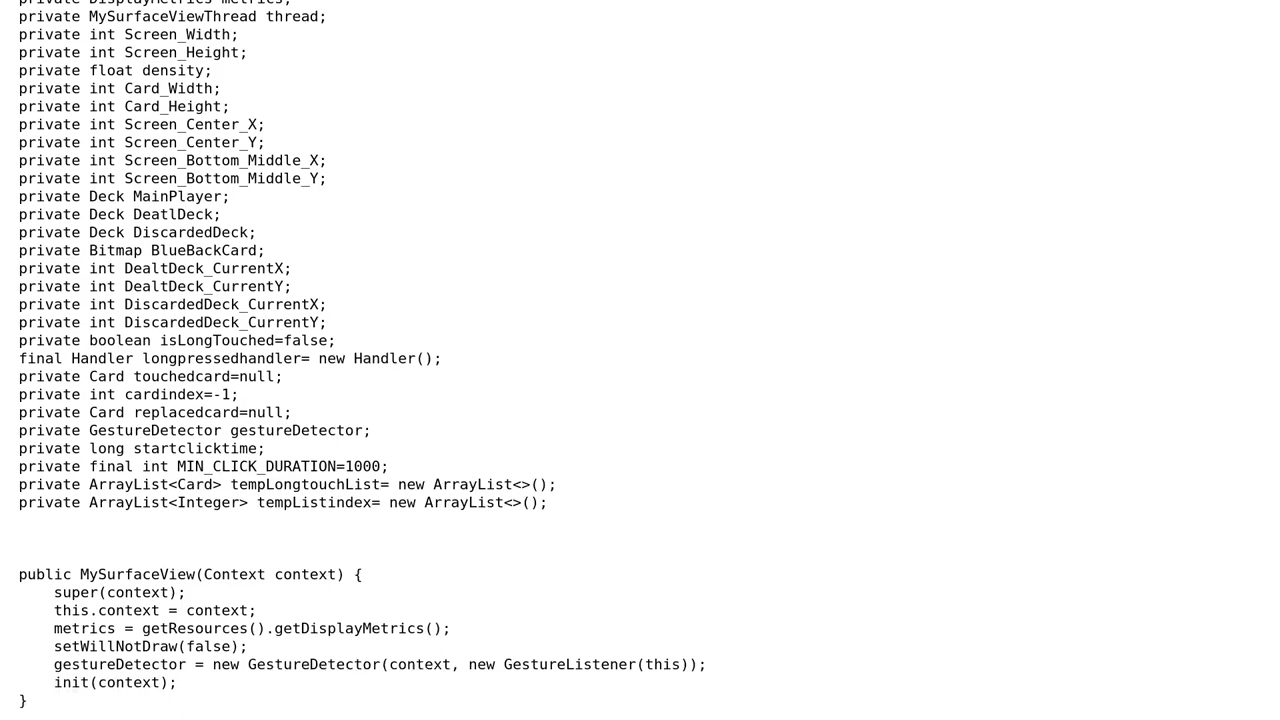 private DisplayMetrics metrics;
private MySurfaceViewThread thread;
private int Screen_Width;
private int Screen_Height;
private float density;
private int Card_Width;
private int Card_Height;
private int Screen_Center_X;
private int Screen_Center_Y;
private int Screen_Bottom_Middle_X;
private int Screen_Bottom_Middle_Y;
private Deck MainPlayer;
private Deck DeatlDeck;
private Deck DiscardedDeck;
private Bitmap BlueBackCard;
private int DealtDeck_CurrentX;
private int DealtDeck_CurrentY;
private int DiscardedDeck_CurrentX;
private int DiscardedDeck_CurrentY;
private boolean isLongTouched=false;
final Handler longpressedhandler= new Handler();
private Card touchedcard=null;
private int cardindex=-1;
private Card replacedcard=null;
private GestureDetector gestureDetector;
private long startclicktime;
private final int MIN_CLICK_DURATION=1000;
private ArrayList<Card> tempLongtouchList= new ArrayList<>();
private ArrayList<Integer> tempListindex= new ArrayList<>();
public MySurfaceView(Context context) {
    super(context);
    this.context = context;
    metrics = getResources().getDisplayMetrics();
    setWillNotDraw(false);
    gestureDetector = new GestureDetector(context, new GestureListener(this));
    init(context);
}